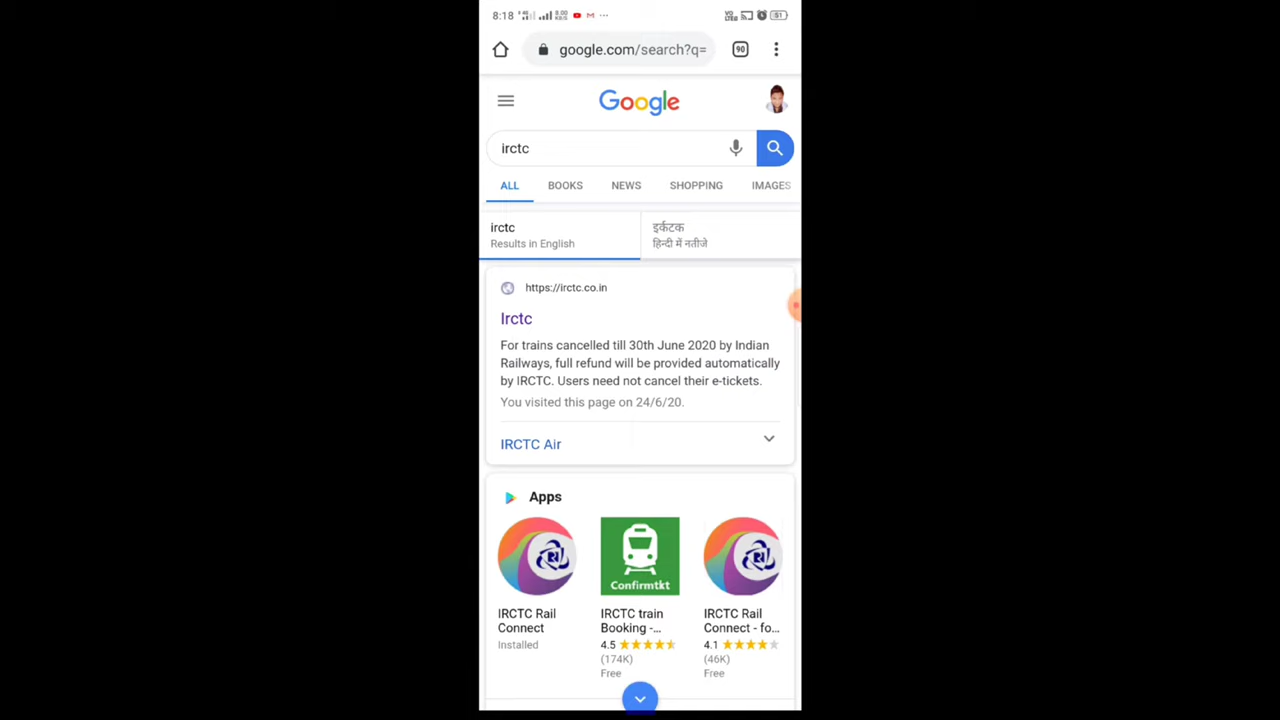 8:18
google.com/search?q=
90
Google
irctc
ALL BOOKS NEWS SHOPPING IMAGES
irctc
Results in English
इर्कटक
हिन्दी में नतीजे
https://irctc.co.in
Irctc
For trains cancelled till 30th June 2020 by Indian
Railways, full refund will be provided automatically
by IRCTC. Users need not cancel their e-tickets.
You visited this page on 24/6/20.
IRCTC Air
Apps
Confirmtkt
IRCTC Rail
Connect
Installed
IRCTC train
Booking -...
4.5
(174K)
Free
IRCTC Rail
Connect - fo...
4.1
(46K)
Free